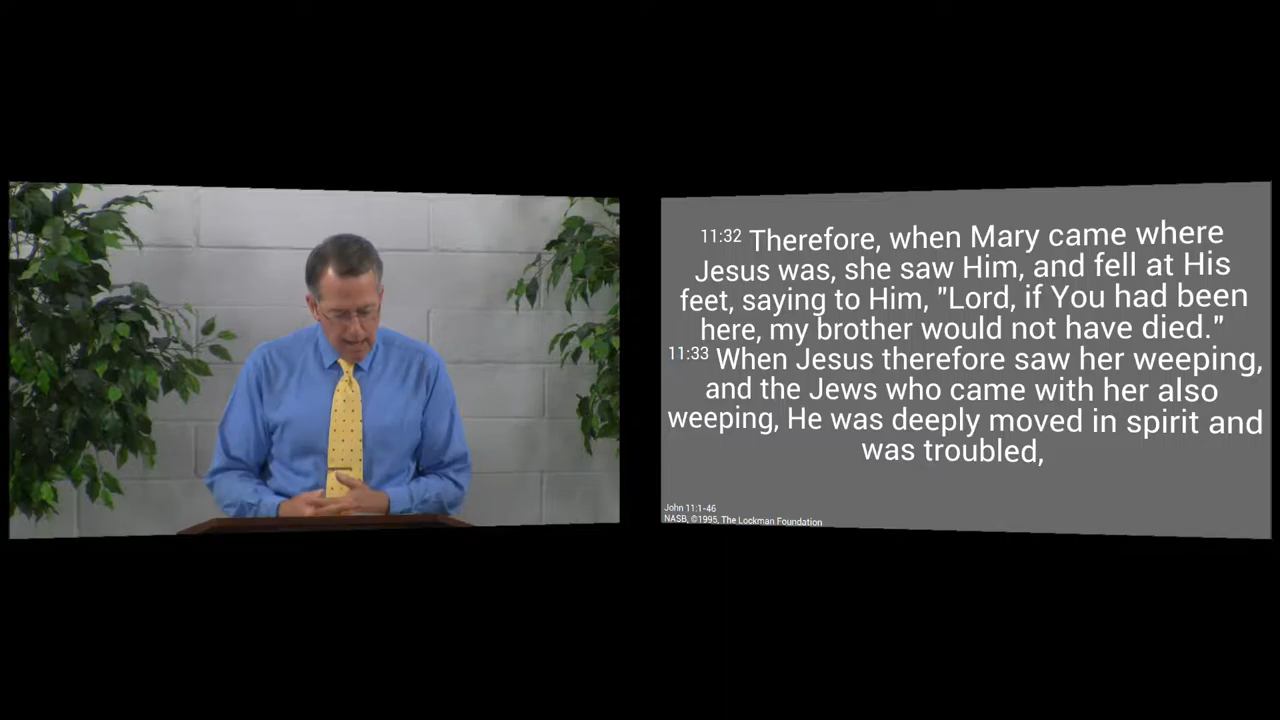 11:32 Therefore, when Mary came where
Jesus was, she saw Him, and fell at His
feet, saying to Him, "Lord, if You had been
here, my brother would not have died."
11:33 When Jesus therefore saw her weeping,
and the Jews who came with her also
weeping, He was deeply moved in spirit and
was troubled,
John 11:1-46
NASB, ©1995, The Lockman Foundation